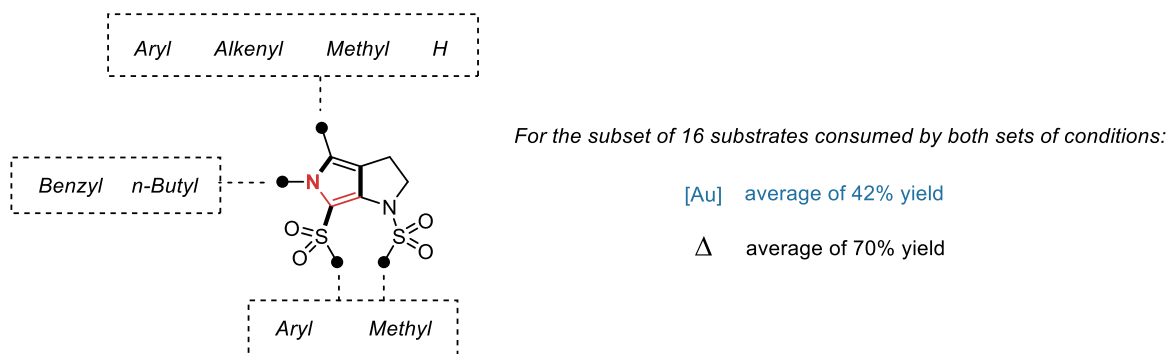 Aryl Alkenyl Methyl H
For the subset of 16 substrates consumed by both sets of conditions:
Benzyl n-Butyl
N
[Au] average of 42% yield
N
O S O
S O
O
Δ average of 70% yield
Aryl Methyl